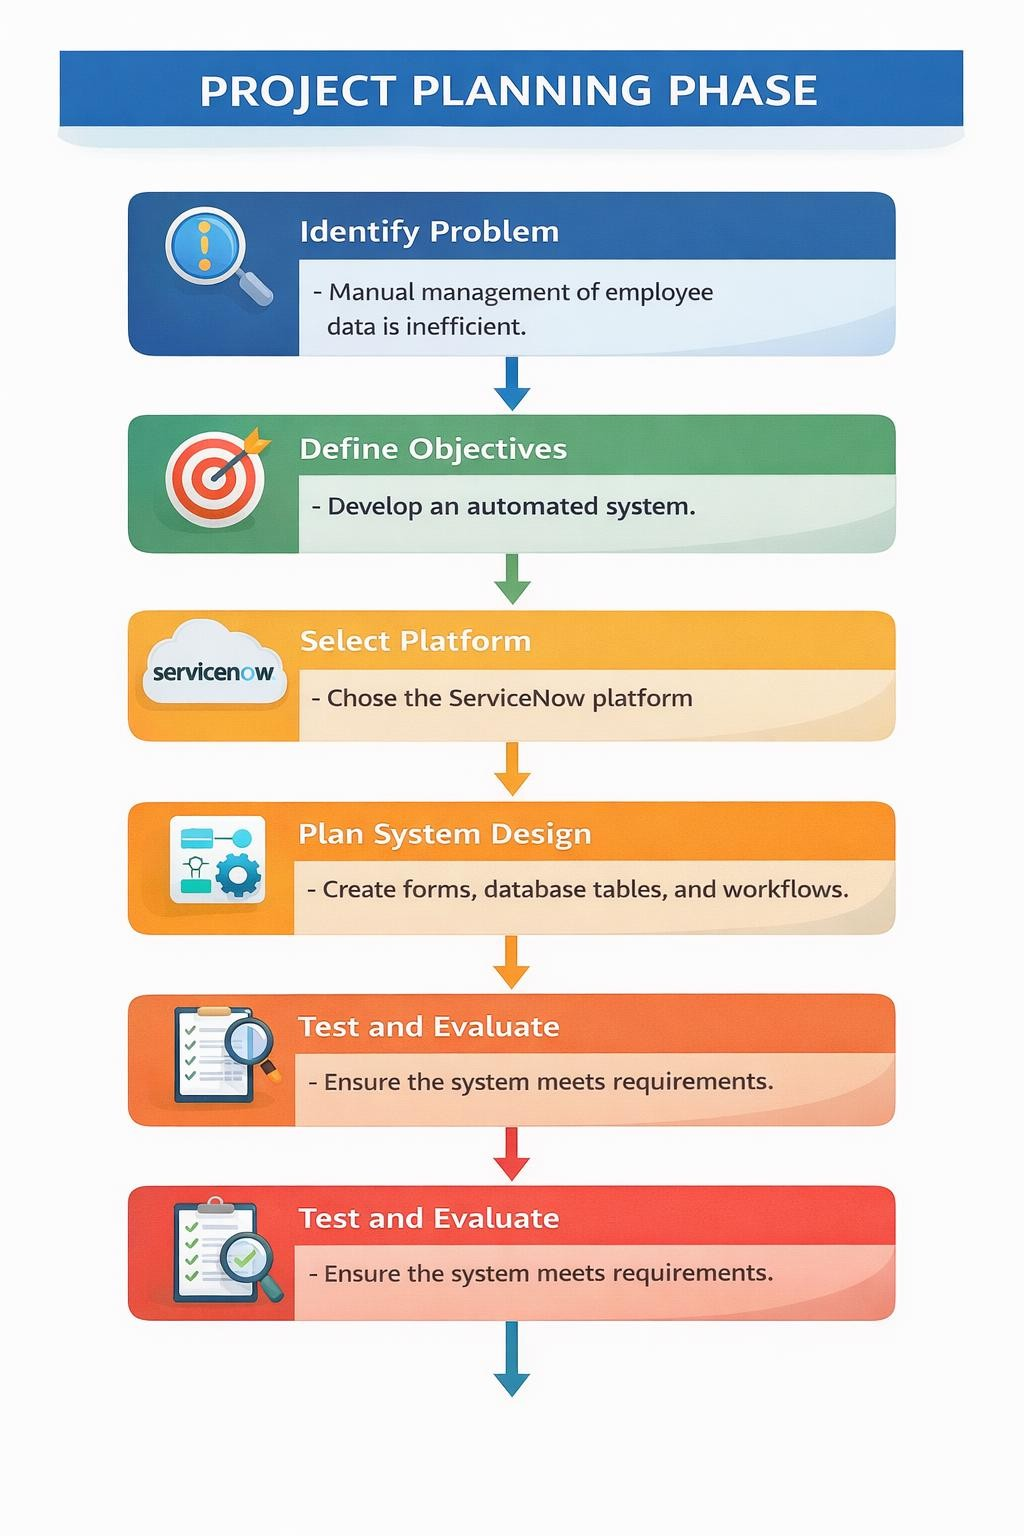 PROJECT PLANNING PHASE
Identify Problem
- Manual management of employee
data is inefficient.
Define Objectives
- Develop an automated system.
servicenow
Select Platform
- Chose the ServiceNow platform
Plan System Design
- Create forms, database tables, and workflows.
Test and Evaluate
- Ensure the system meets requirements.
Test and Evaluate
- Ensure the system meets requirements.